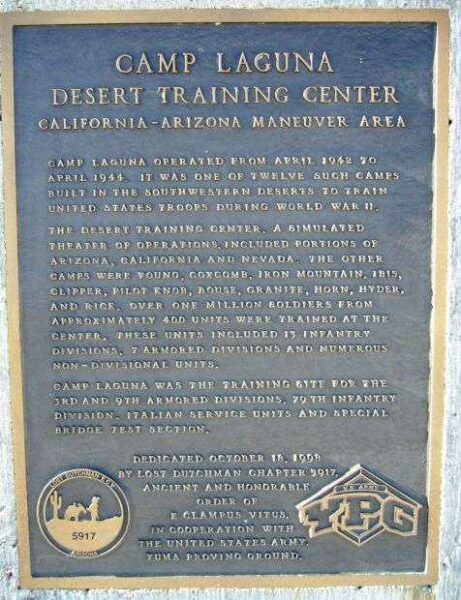 CAMP LAGUNA
DESERT TRAINING CENTER
CALIFORNIA-ARIZONA MANEUVER AREA
CAMP LAGUNA OPERATED FROM APRIL 1942 TO
APRIL 1944. IT WAS ONE OF TWELVE SUCH CAMPS
BUILT IN THE SOUTHWESTERN DESERTS TO TRAIN
UNITED STATES TROOPS DURING WORLD WAR II.
THE DESERT TRAINING CENTER, A SIMULATED
THEATER OF OPERATIONS, INCLUDED PORTIONS OF
ARIZONA, CALIFORNIA AND NEVADA. THE OTHER
CAMPS WERE YOUNG, COXCOMB, IRON MOUNTAIN, IBIS,
CLIPPER, PILOT KNOB, BOUSE, GRANITE, HORN, HYDER,
AND RICE. OVER ONE MILLION SOLDIERS FROM
APPROXIMATELY 400 UNITS WERE TRAINED AT THE
CENTER. THESE UNITS INCLUDED 13 INFANTRY
DIVISIONS, 7 ARMORED DIVISIONS AND NUMEROUS
NON-DIVISIONAL UNITS.
CAMP LAGUNA WAS THE TRAINING SITE FOR THE
3RD AND 9TH ARMORED DIVISIONS, 79TH INFANTRY
DIVISION, ITALIAN SERVICE UNITS AND SPECIAL
BRIDGE TEST SECTION.
DEDICATED OCTOBER 18, 1998
BY LOST DUTCHMAN CHAPTER 5917,
ANCIENT AND HONORABLE
ORDER OF
E CLAMPUS VITUS,
IN COOPERATION WITH
THE UNITED STATES ARMY,
YUMA PROVING GROUND.
LOST DUTCHMAN E.C.V.
5917
ARIZONA
U.S. ARMY
YPG